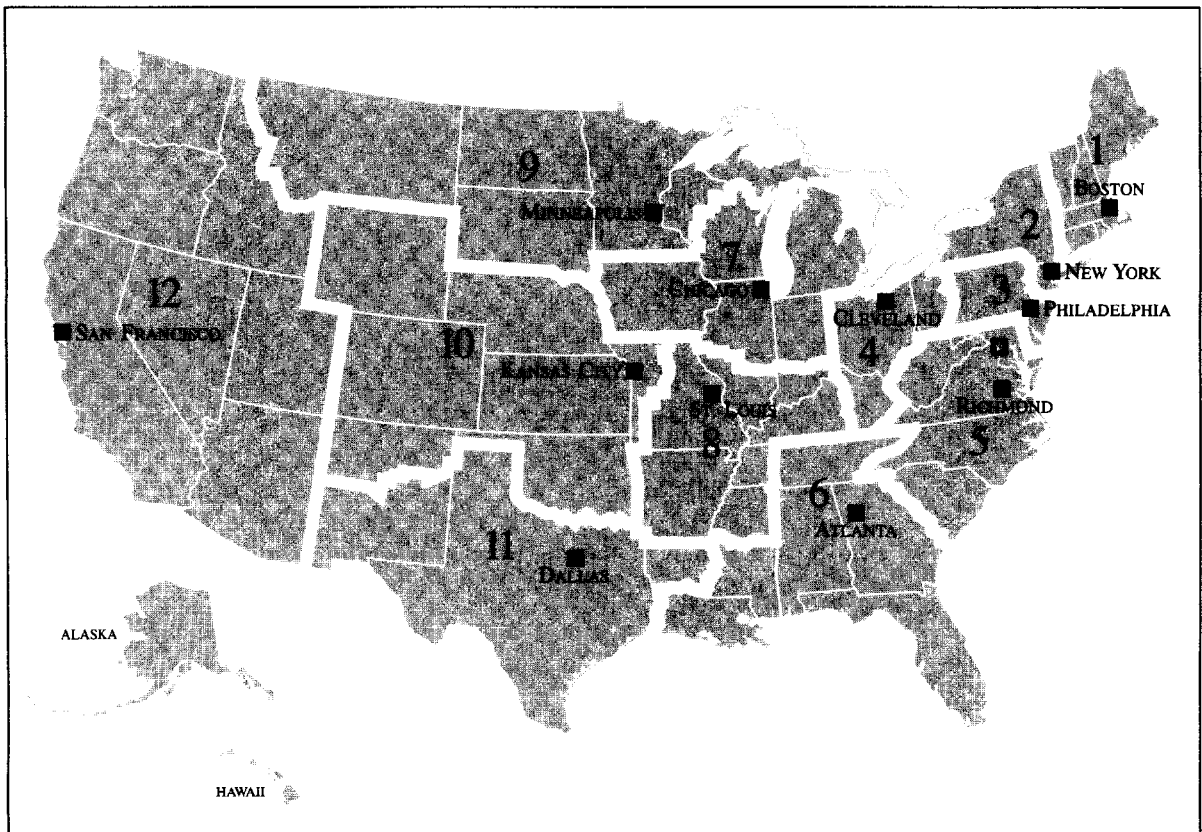 1
BOSTON
9
2
MINNEAPOLIS
7
NEW YORK
12
CHICAGO
3
CLEVELAND
PHILADELPHIA
SAN FRANCISCO
10
4
KANSAS CITY
ST. LOUIS
RICHMOND
8
5
6
ATLANTA
11
DALLAS
ALASKA
HAWAII